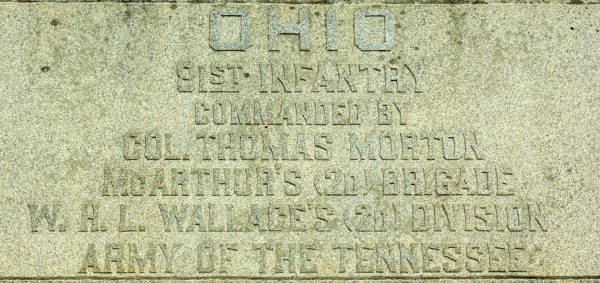 OHIO
81ST INFANTRY
COMMANDED BY
COL. THOMAS MORTON
McARTHUR'S (2D) BRIGADE
W. H. L. WALLACE'S (2D) DIVISION
ARMY OF THE TENNESSEE